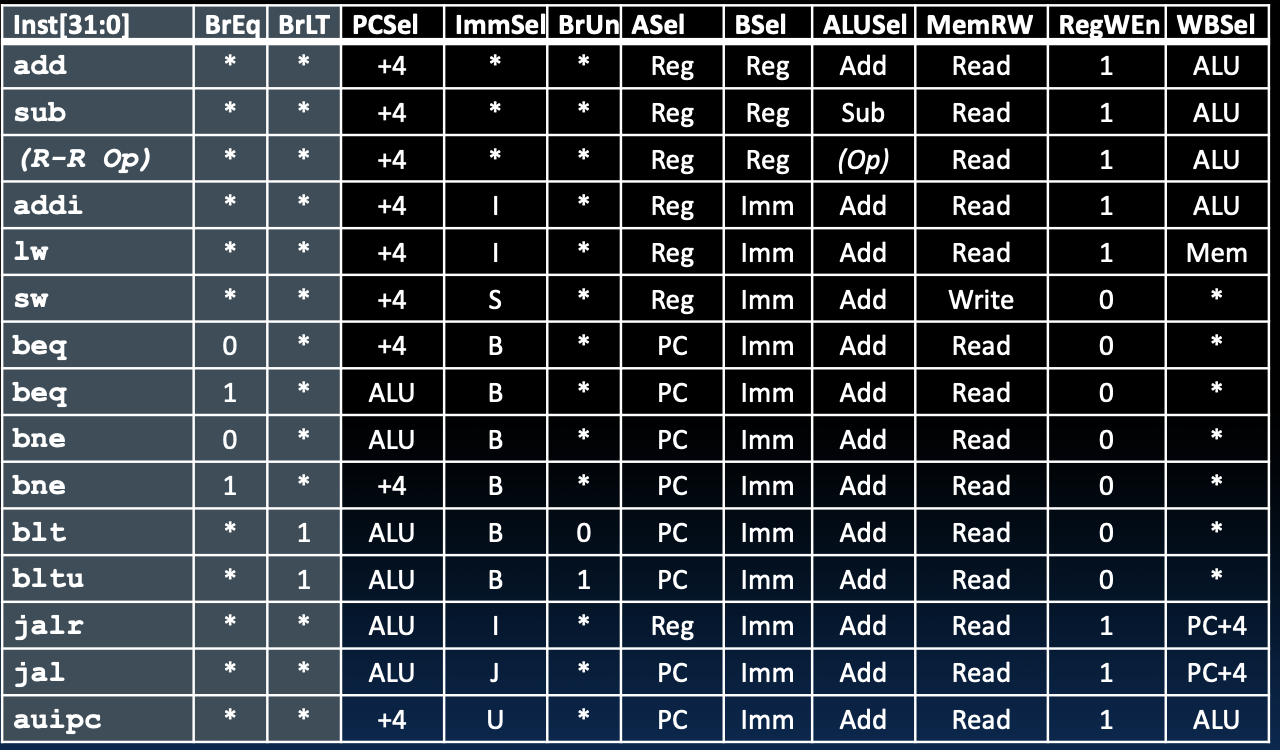 Inst[31:0] BrEq BrLT PCSel ImmSel BrUn ASel BSel ALUSel MemRW RegWEn WBSel
add * * +4 * * Reg Reg Add Read 1 ALU
sub * * +4 * * Reg Reg Sub Read 1 ALU
(R-R Op) * * +4 * * Reg Reg (Op) Read 1 ALU
addi * * +4 I * Reg Imm Add Read 1 ALU
lw * * +4 I * Reg Imm Add Read 1 Mem
sw * * +4 S * Reg Imm Add Write 0 *
beq 0 * +4 B * PC Imm Add Read 0 *
beq 1 * ALU B * PC Imm Add Read 0 *
bne 0 * ALU B * PC Imm Add Read 0 *
bne 1 * +4 B * PC Imm Add Read 0 *
blt * 1 ALU B 0 PC Imm Add Read 0 *
bltu * 1 ALU B 1 PC Imm Add Read 0 *
jalr * * ALU I * Reg Imm Add Read 1 PC+4
jal * * ALU J * PC Imm Add Read 1 PC+4
auipc * * +4 U * PC Imm Add Read 1 ALU